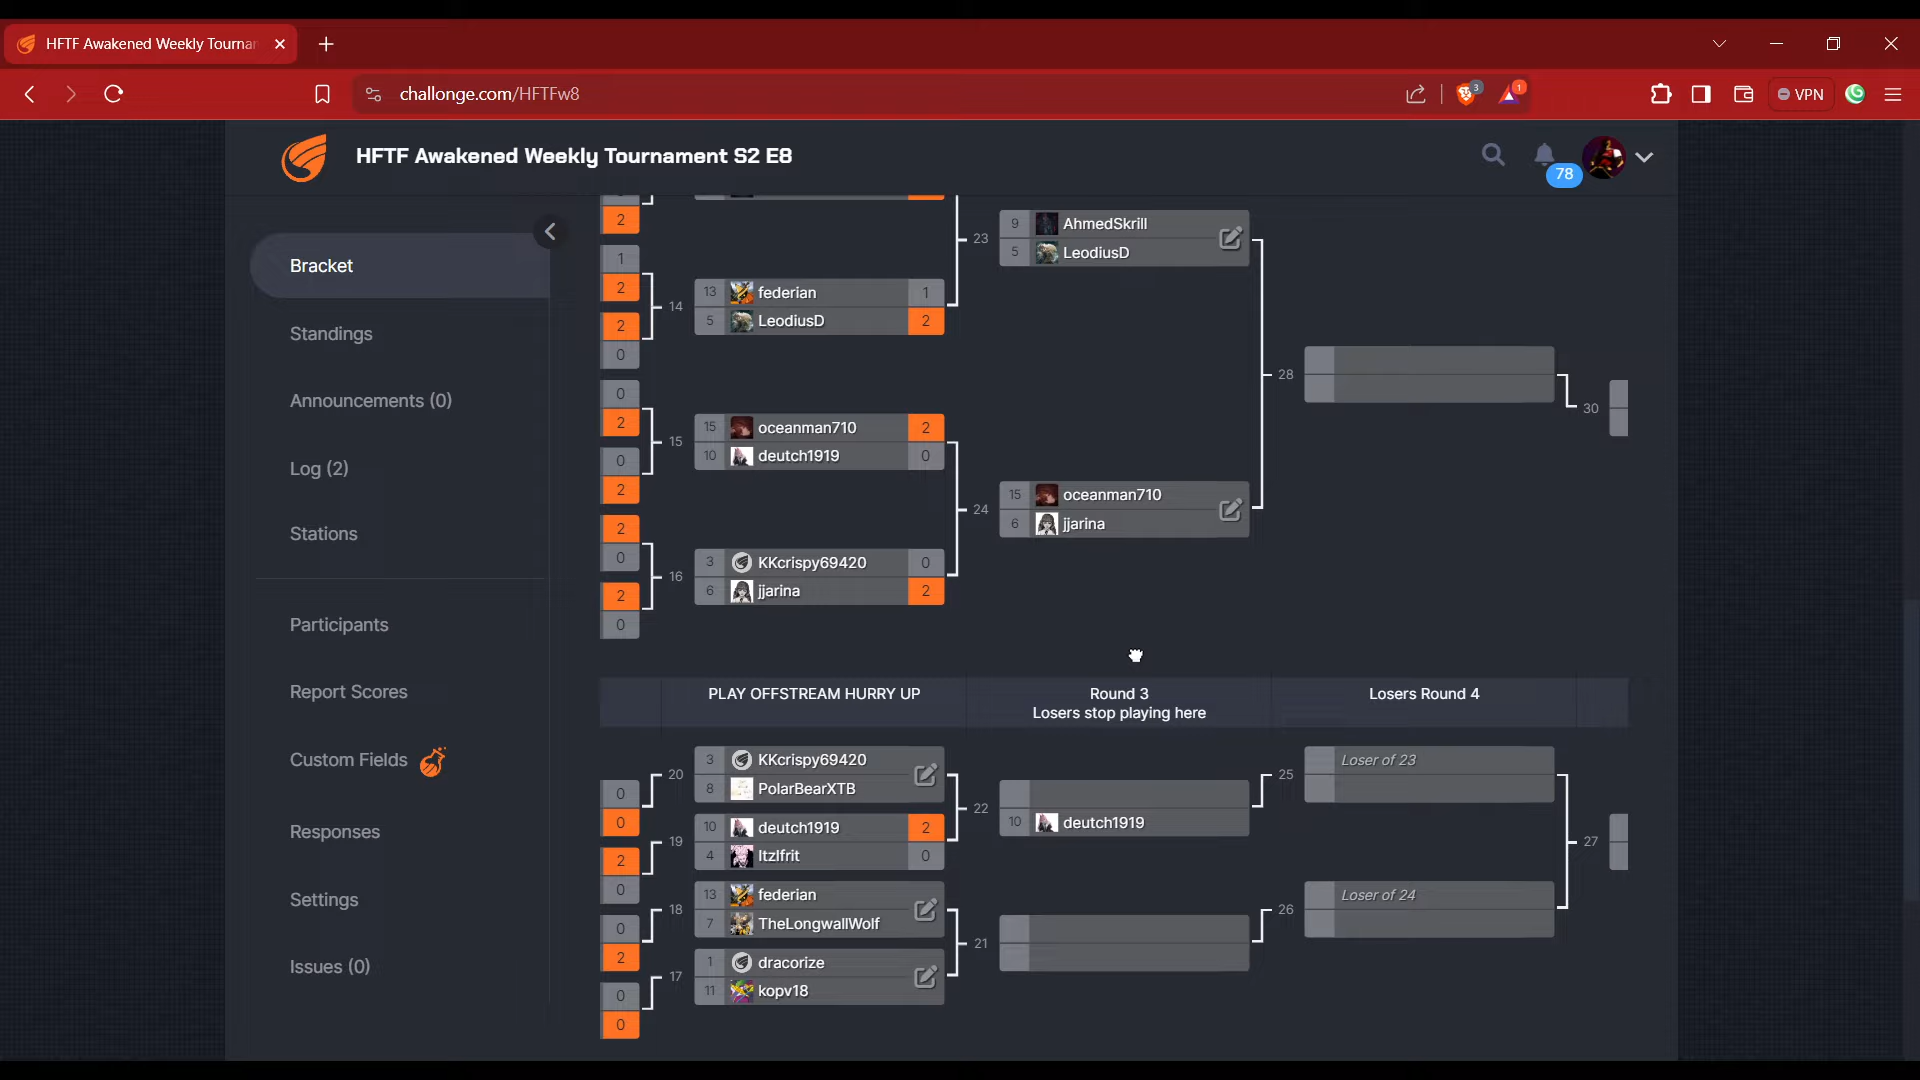 HFTF Awakened Weekly Tourna
challonge.com/HFTFw8
3
1
VPN
HFTF Awakened Weekly Tournament S2 E8
78
Bracket
Standings
Announcements (0)
Log (2)
Stations
Participants
Report Scores
Custom Fields
Responses
Settings
Issues (0)
2
1
2
2
0
0
2
0
2
2
0
2
0
14
13 federian 1
5 LeodiusD 2
15
15 oceanman710 2
10 deutch1919 0
16
3 KKcrispy69420 0
6 jjarina 2
23
9 AhmedSkrill
5 LeodiusD
24
15 oceanman710
6 jjarina
28
30
PLAY OFFSTREAM HURRY UP
Round 3
Losers stop playing here
Losers Round 4
0
0
2
0
0
2
0
0
20
3 KKcrispy69420
8 PolarBearXTB
19
10 deutch1919 2
4 ItzIfrit 0
18
13 federian
7 TheLongwallWolf
17
1 dracorize
11 kopv18
22
10 deutch1919
21
25
Loser of 23
26
Loser of 24
27